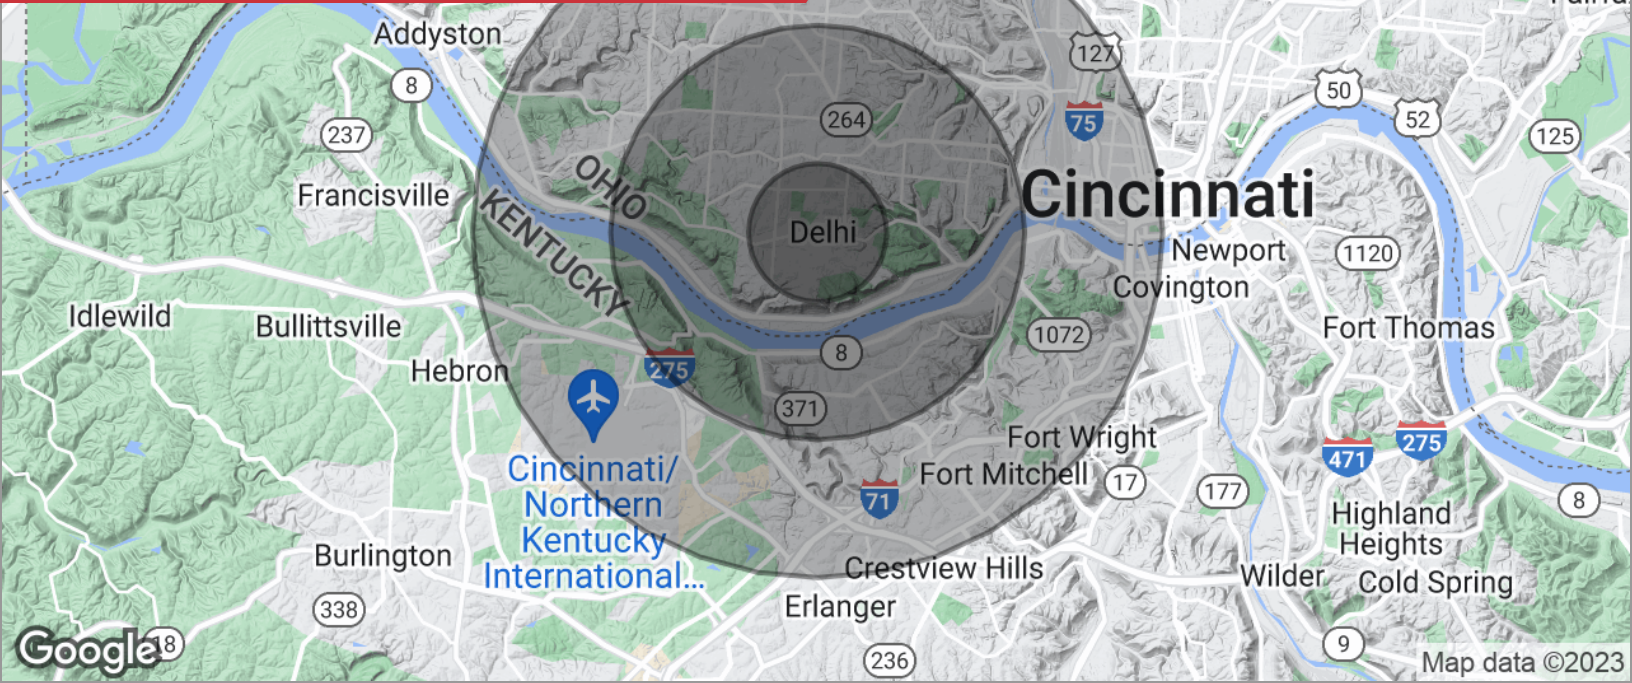 Addyston
127
50
8
52
264
75
237
125
OHIO
Francisville
Cincinnati
KENTUCKY
Delhi
Newport
1120
Covington
Idlewild
Bullittsville
Fort Thomas
1072
8
Hebron
275
371
Fort Wright
275
471
Fort Mitchell
17
177
71
8
Cincinnati/
Northern
Kentucky
International...
Highland
Heights
Burlington
Crestview Hills
Wilder
Cold Spring
Erlanger
338
Google
18
9
236
Map data ©2023